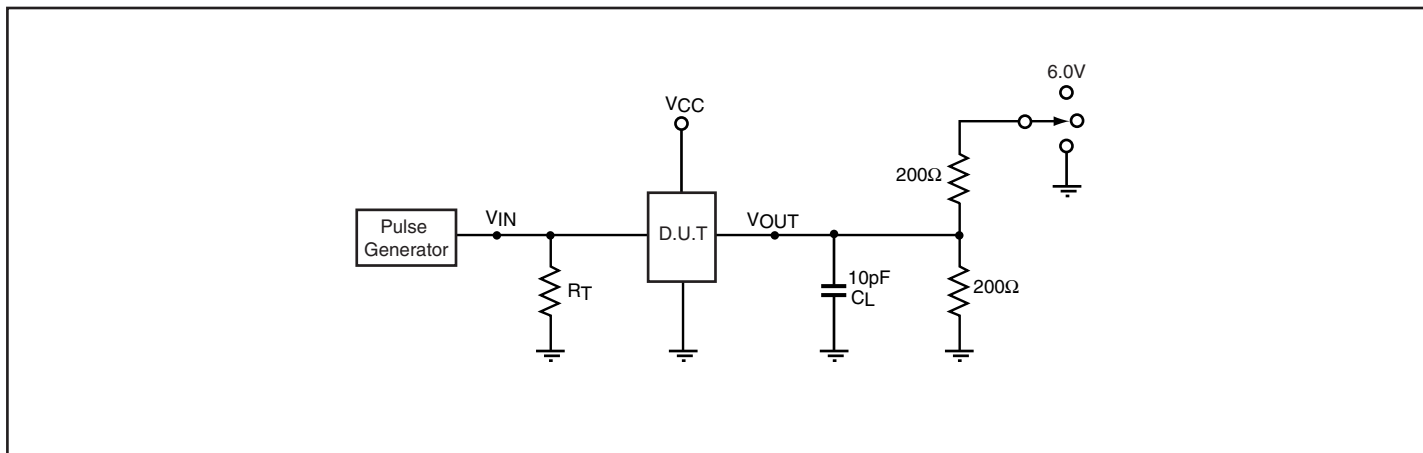 6.0V
VCC
200Ω
Pulse
Generator
VIN
D.U.T
VOUT
RT
10pF
CL
200Ω